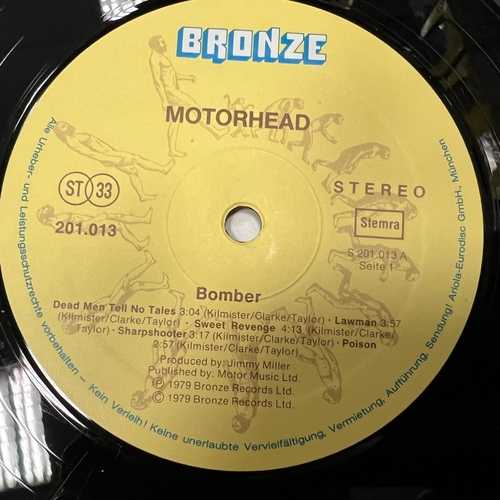 BRONZE
MOTORHEAD
ST 33
201.013
STEREO
Stemra
S 201.013 A
Seite 1
Bomber
Dead Men Tell No Tales 3:04 (Kilmister/Clarke/Taylor) · Lawman 3:57
(Kilmister/Clarke/Taylor) · Sweet Revenge 4:13 (Kilmister/Clarke/
Taylor) · Sharpshooter 3:17 (Kilmister/Clarke/Taylor) · Poison
2:57 (Kilmister/Clarke/Taylor)
Produced by: Jimmy Miller
Published by: Motor Music Ltd.
Ⓟ 1979 Bronze Records Ltd.
© 1979 Bronze Records Ltd.
Alle Urheber- und Leistungsschutzrechte vorbehalten – Kein Verleih! Keine unerlaubte Vervielfältigung, Vermietung, Aufführung, Sendung! Ariola-Eurodisc GmbH., München